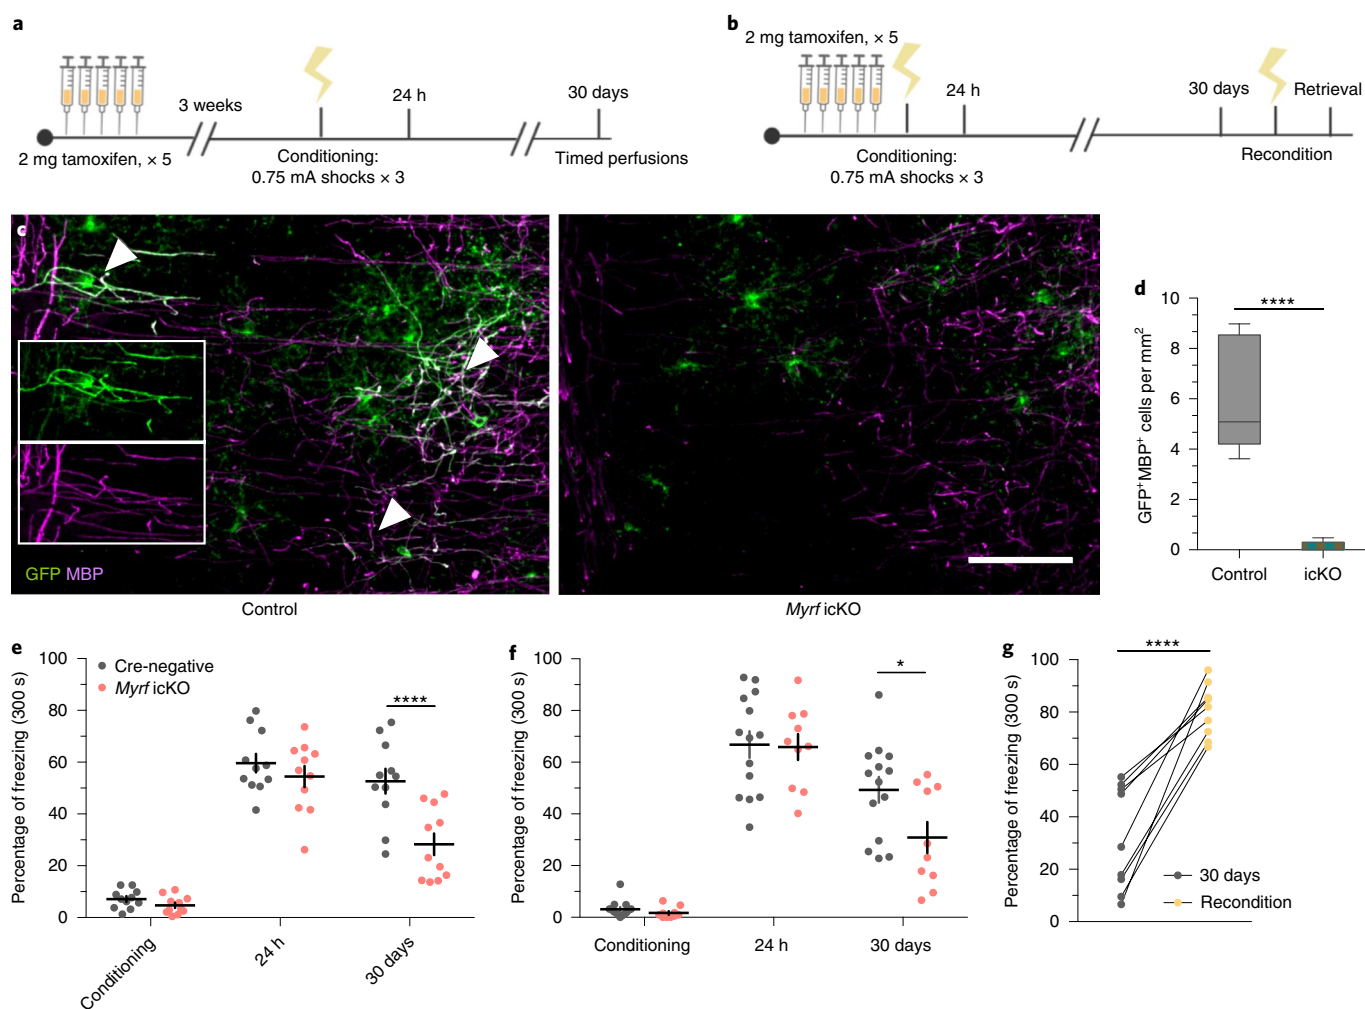 a
2 mg tamoxifen, × 5
3 weeks
24 h
30 days
Conditioning:
0.75 mA shocks × 3
Timed perfusions
b
2 mg tamoxifen, × 5
24 h
30 days
Retrieval
Conditioning:
0.75 mA shocks × 3
Recondition
c
GFP MBP
Control
Myrf icKO
d
GFP+MBP+ cells per mm2
10
8
6
4
2
0
****
Control
icKO
e
Percentage of freezing (300 s)
100
80
60
40
20
0
Cre-negative
Myrf icKO
****
Conditioning
24 h
30 days
f
Percentage of freezing (300 s)
100
80
60
40
20
0
*
Conditioning
24 h
30 days
g
Percentage of freezing (300 s)
100
80
60
40
20
0
****
30 days
Recondition